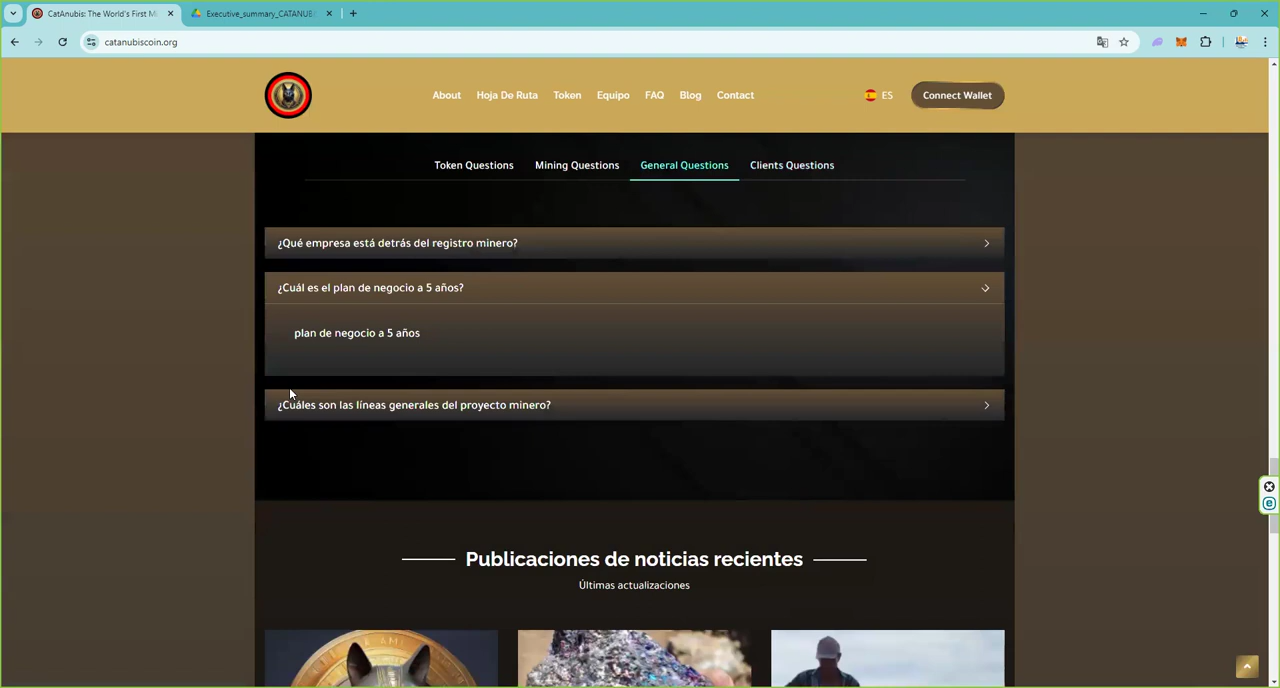 CatAnubis: The World's First M
Executive_summary_CATANUB
catanubiscoin.org
About
Hoja De Ruta
Token
Equipo
FAQ
Blog
Contact
ES
Connect Wallet
Token Questions
Mining Questions
General Questions
Clients Questions
¿Qué empresa está detrás del registro minero?
¿Cuál es el plan de negocio a 5 años?
plan de negocio a 5 años
¿Cuáles son las líneas generales del proyecto minero?
Publicaciones de noticias recientes
Últimas actualizaciones